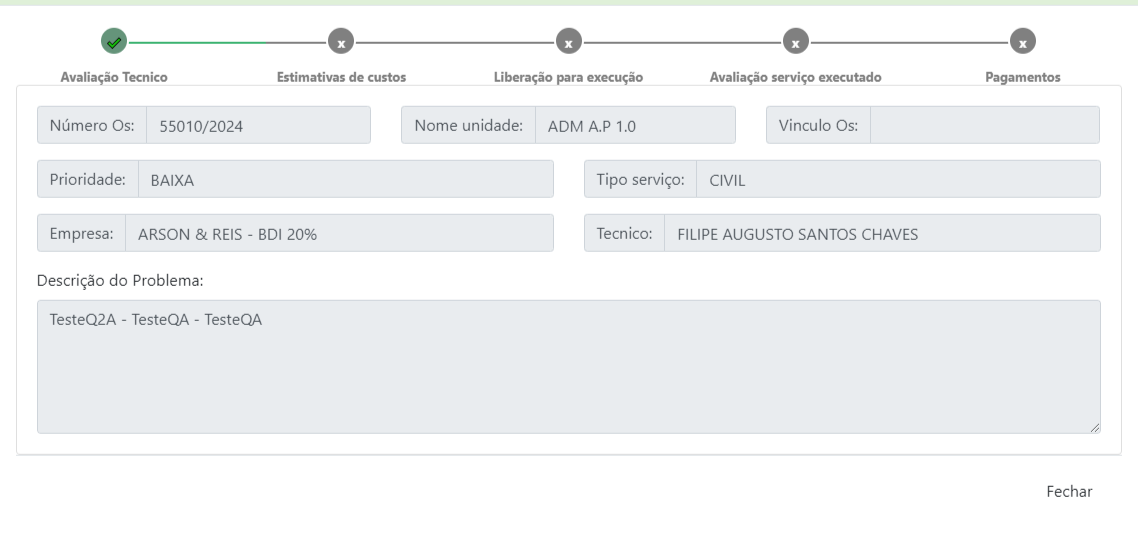 x x x x
Avaliação Tecnico Estimativas de custos Liberação para execução Avaliação serviço executado Pagamentos
Número Os: 55010/2024 Nome unidade: ADM A.P 1.0 Vinculo Os:
Prioridade: BAIXA Tipo serviço: CIVIL
Empresa: ARSON & REIS - BDI 20% Tecnico: FILIPE AUGUSTO SANTOS CHAVES
Descrição do Problema:
TesteQ2A - TesteQA - TesteQA
Fechar